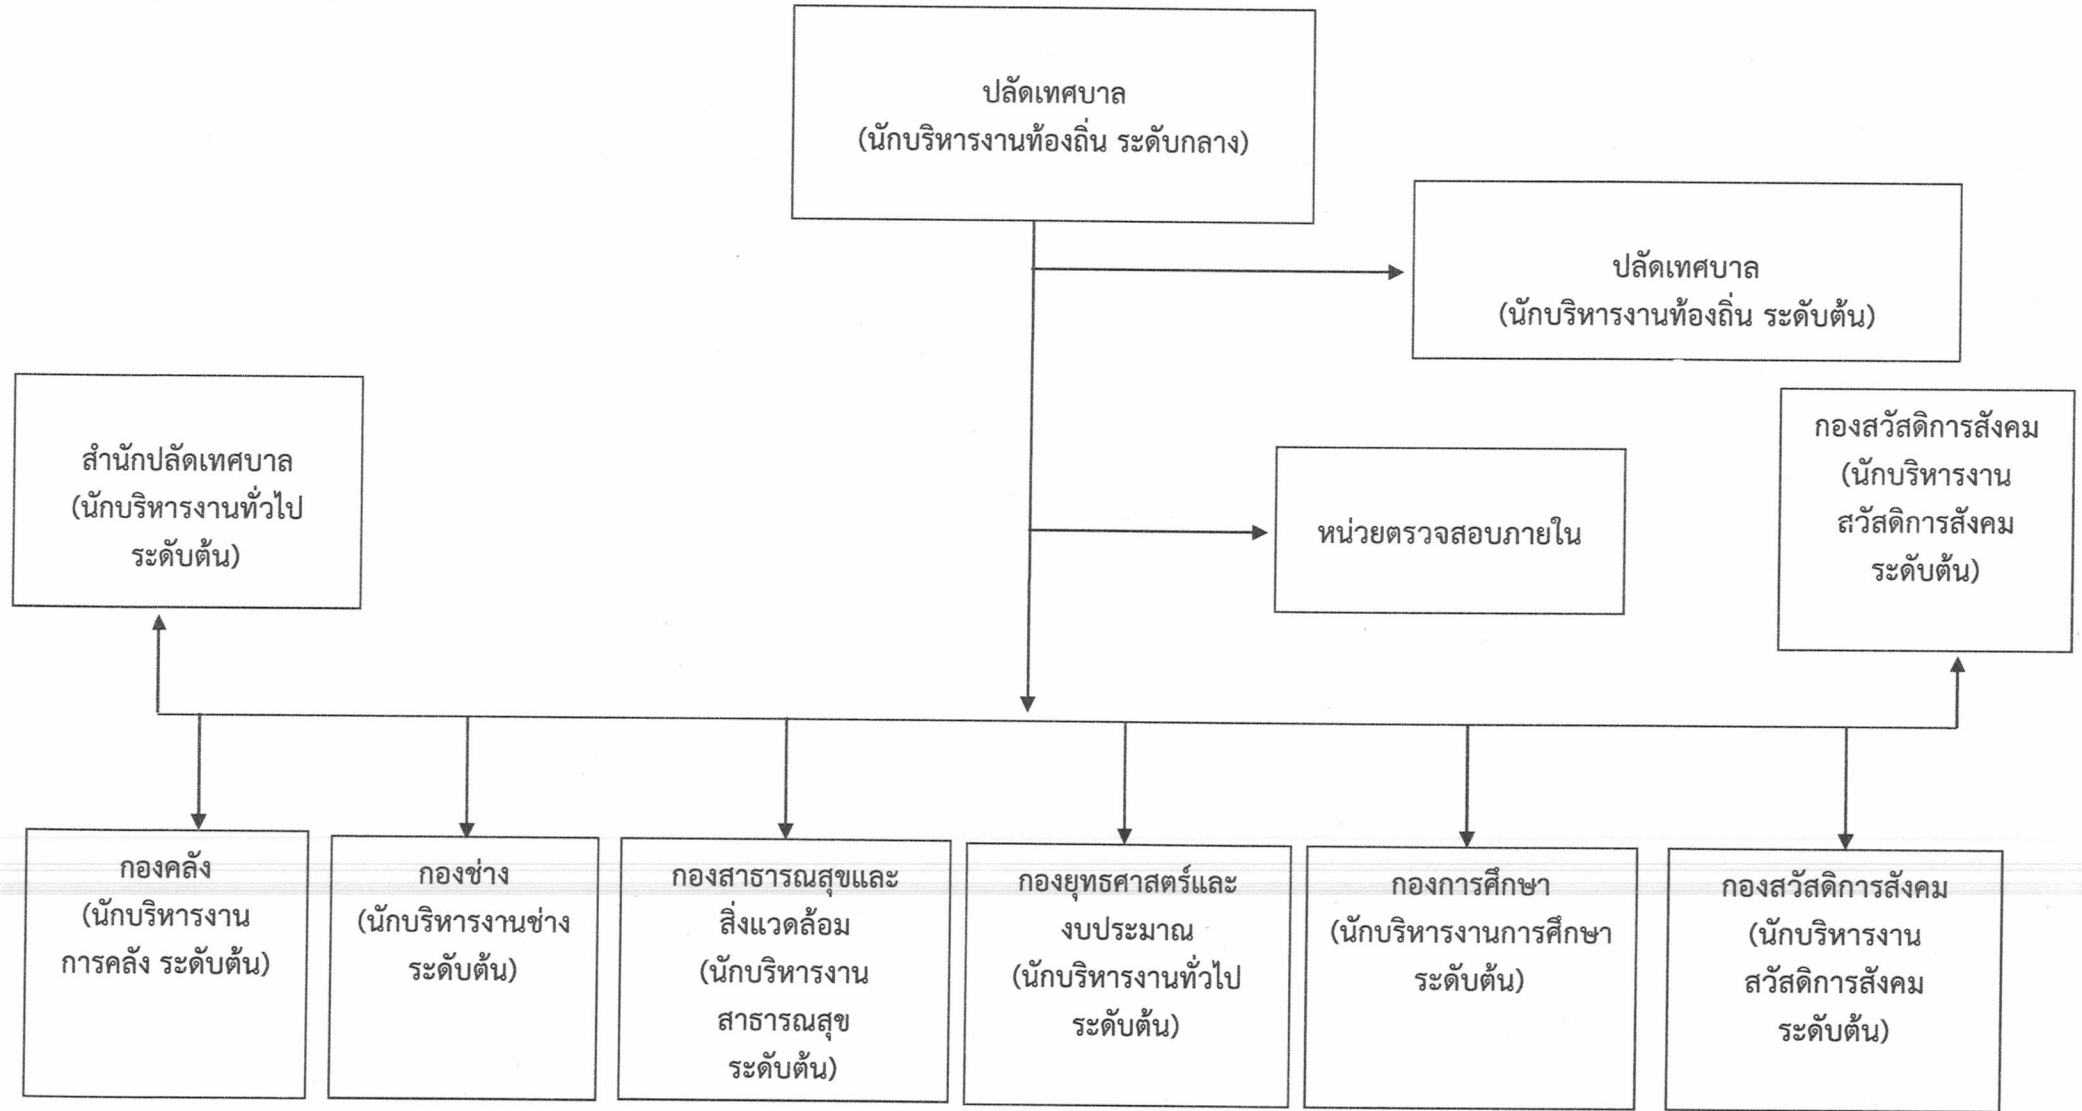 ปลัดเทศบาล
(นักบริหารงานท้องถิ่น ระดับกลาง)
ปลัดเทศบาล
(นักบริหารงานท้องถิ่น ระดับต้น)
สำนักปลัดเทศบาล
(นักบริหารงานทั่วไป
ระดับต้น)
หน่วยตรวจสอบภายใน
กองสวัสดิการสังคม
(นักบริหารงาน
สวัสดิการสังคม
ระดับต้น)
กองคลัง
(นักบริหารงาน
การคลัง ระดับต้น)
กองช่าง
(นักบริหารงานช่าง
ระดับต้น)
กองสาธารณสุขและ
สิ่งแวดล้อม
(นักบริหารงาน
สาธารณสุข
ระดับต้น)
กองยุทธศาสตร์และ
งบประมาณ
(นักบริหารงานทั่วไป
ระดับต้น)
กองการศึกษา
(นักบริหารงานการศึกษา
ระดับต้น)
กองสวัสดิการสังคม
(นักบริหารงาน
สวัสดิการสังคม
ระดับต้น)